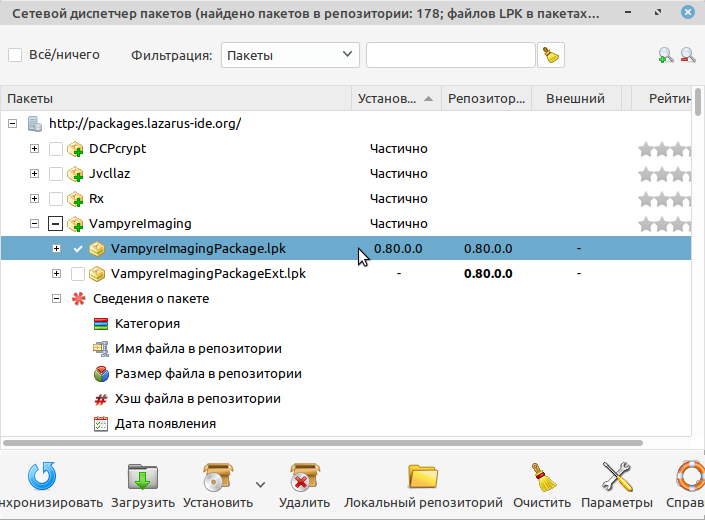 Сетевой диспетчер пакетов (найдено пакетов в репозитории: 178; файлов LPK в пакетах...
Всё/ничего Фильтрация: Пакеты
Пакеты Установ... Репозитор... Внешний Рейтин
http://packages.lazarus-ide.org/
DCPcrypt Частично
Jvcllaz Частично
Rx Частично
VampyreImaging Частично
VampyreImagingPackage.lpk 0.80.0.0 0.80.0.0 -
VampyreImagingPackageExt.lpk - 0.80.0.0 -
Сведения о пакете
Категория
Имя файла в репозитории
Размер файла в репозитории
Хэш файла в репозитории
Дата появления
нхронизировать Загрузить Установить Удалить Локальный репозиторий Очистить Параметры Справ